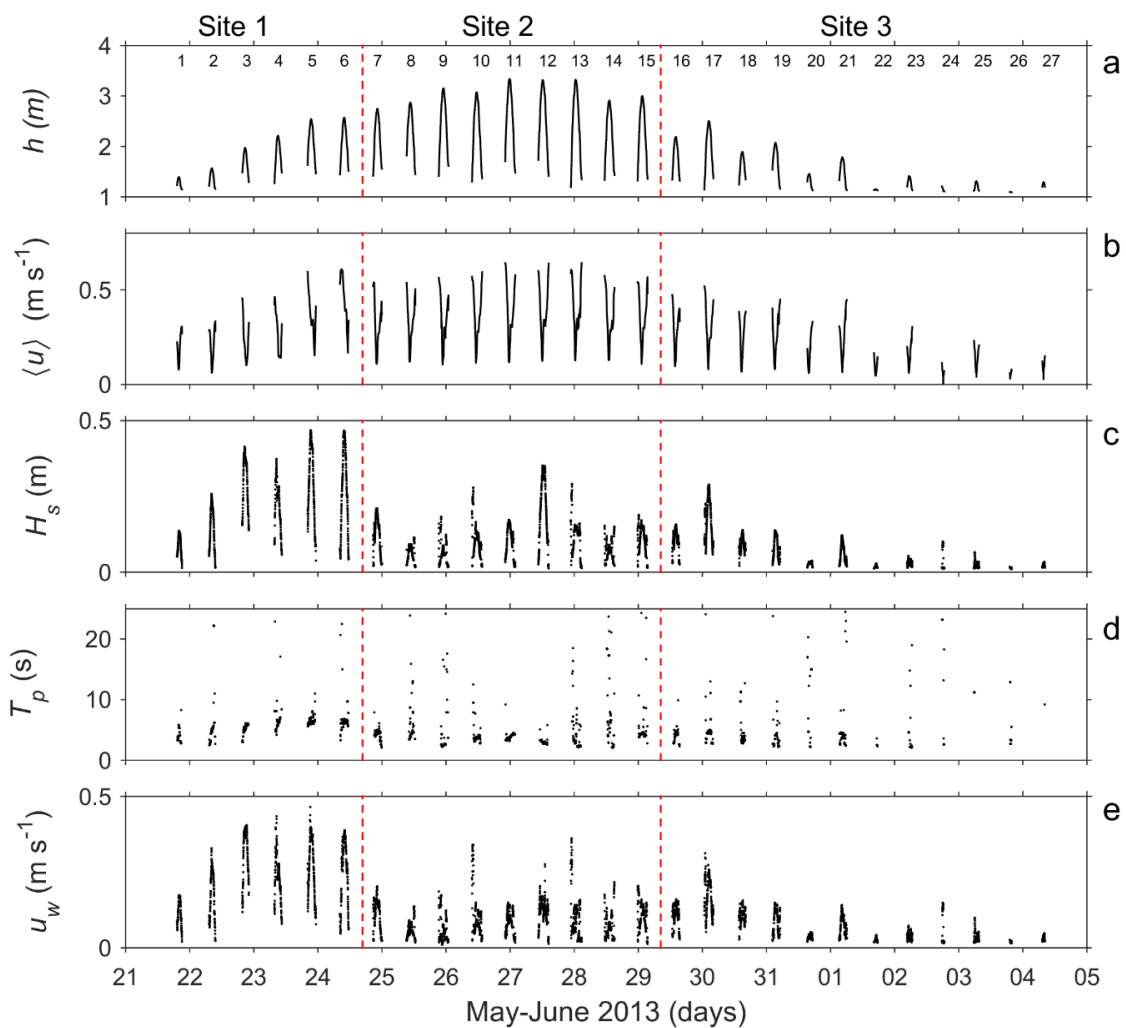 Site 1 Site 2 Site 3
4
1 2 3 4 5 6 7 8 9 10 11 12 13 14 15 16 17 18 19 20 21 22 23 24 25 26 27
a
3
h (m)
2
1
b
0.5
⟨u⟩ (m s⁻¹)
0
0.5
c
H_s (m)
0
d
20
T_p (s)
10
0
0.5
e
u_w (m s⁻¹)
0
21 22 23 24 25 26 27 28 29 30 31 01 02 03 04 05
May-June 2013 (days)